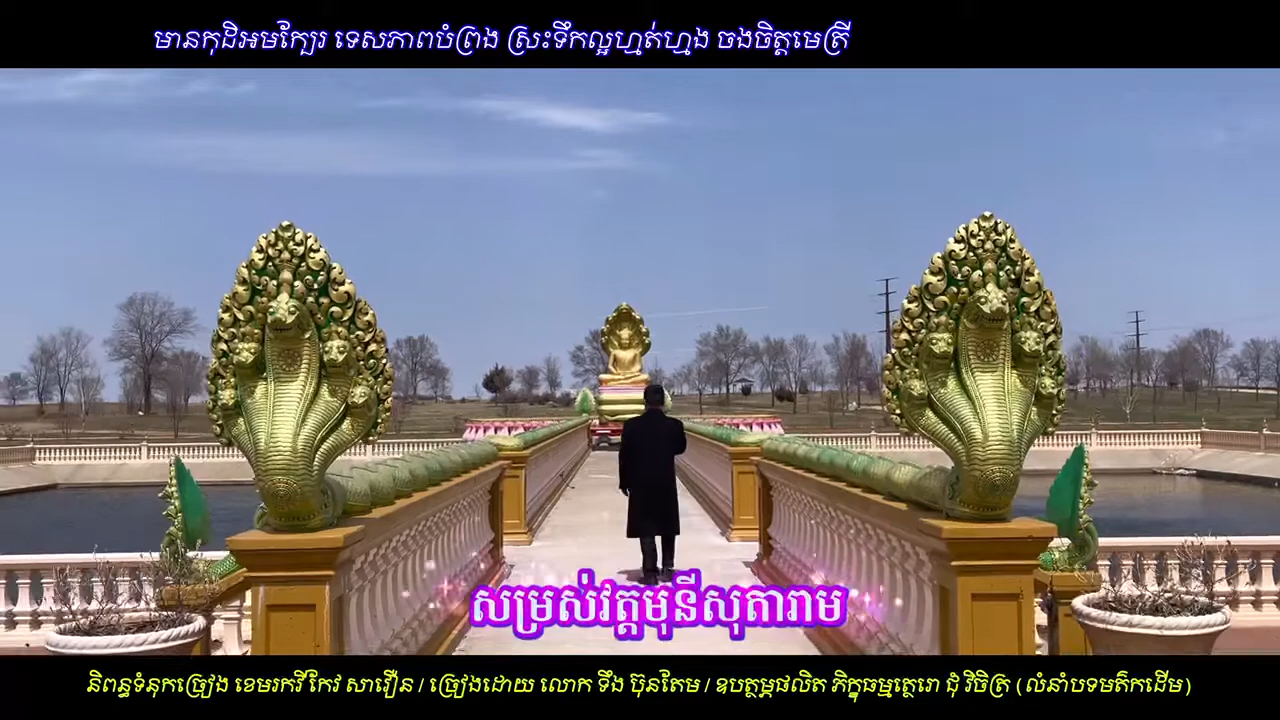 មានកុដិអមក្បែរ ទេសភាពបំព្រង ស្រះទឹកល្អហ្មត់ហ្មង ចងចិត្តមេត្រី
សម្រស់វត្តមុនីសុតារាម
និពន្ធទំនុកច្រៀង ខេមរកវី កែវ សាវឿន / ច្រៀងដោយ លោក ទឹង ប៊ុនតែម / ឧបត្ថម្ភផលិត ភិក្ខុធម្មត្ថេរោ ជុំ វិចិត្រ (លំនាំបទមត៌កដើម)